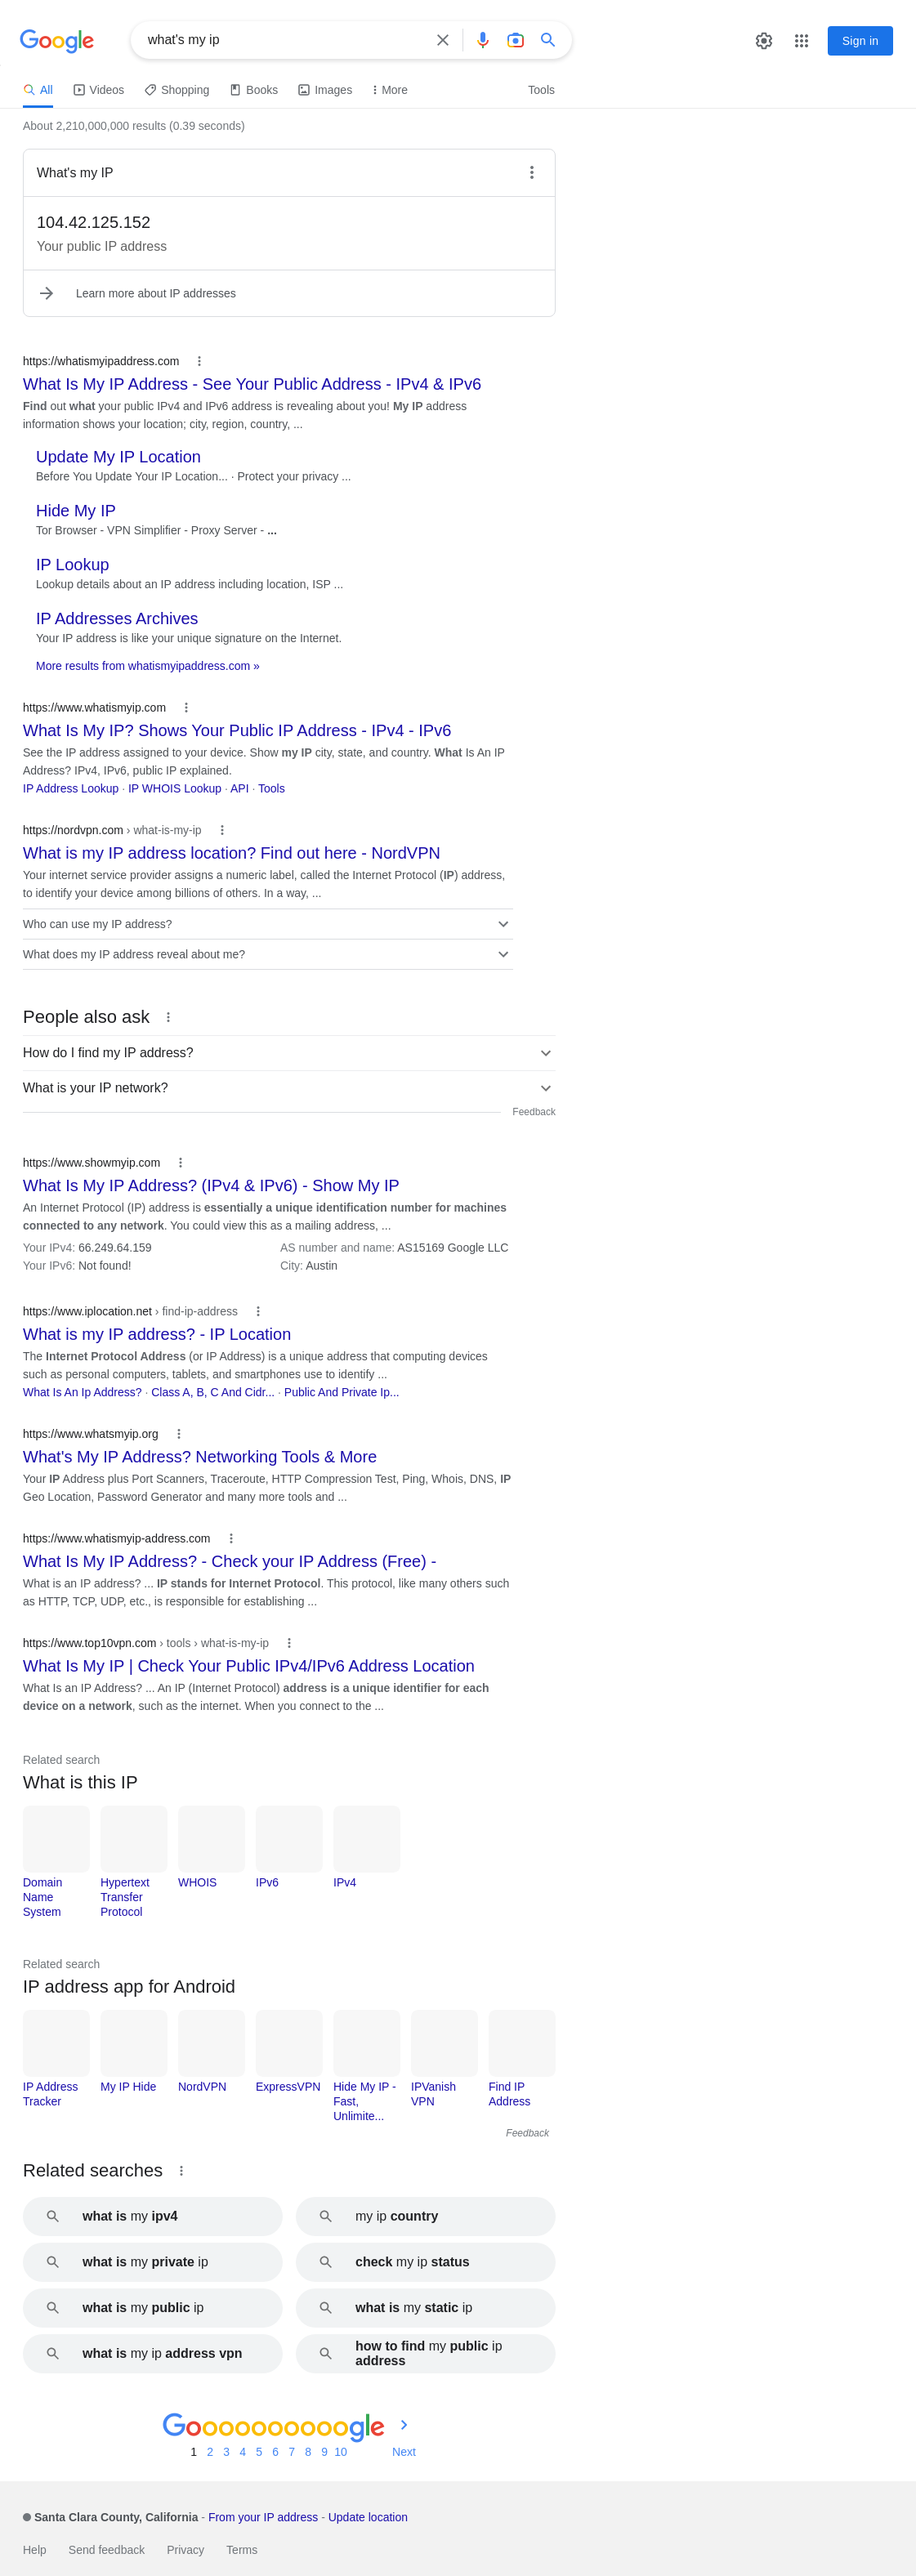 Google
what's my ip
Sign in
All Videos Shopping Books Images More Tools
About 2,210,000,000 results (0.39 seconds)
What's my IP
104.42.125.152
Your public IP address
Learn more about IP addresses
https://whatismyipaddress.com
What Is My IP Address - See Your Public Address - IPv4 & IPv6
Find out what your public IPv4 and IPv6 address is revealing about you! My IP address
information shows your location; city, region, country, ...
Update My IP Location
Before You Update Your IP Location... · Protect your privacy ...
Hide My IP
Tor Browser - VPN Simplifier - Proxy Server - ...
IP Lookup
Lookup details about an IP address including location, ISP ...
IP Addresses Archives
Your IP address is like your unique signature on the Internet.
More results from whatismyipaddress.com »
https://www.whatismyip.com
What Is My IP? Shows Your Public IP Address - IPv4 - IPv6
See the IP address assigned to your device. Show my IP city, state, and country. What Is An IP
Address? IPv4, IPv6, public IP explained.
IP Address Lookup · IP WHOIS Lookup · API · Tools
https://nordvpn.com › what-is-my-ip
What is my IP address location? Find out here - NordVPN
Your internet service provider assigns a numeric label, called the Internet Protocol (IP) address,
to identify your device among billions of others. In a way, ...
Who can use my IP address?
What does my IP address reveal about me?
People also ask
How do I find my IP address?
What is your IP network?
Feedback
https://www.showmyip.com
What Is My IP Address? (IPv4 & IPv6) - Show My IP
An Internet Protocol (IP) address is essentially a unique identification number for machines
connected to any network. You could view this as a mailing address, ...
Your IPv4: 66.249.64.159 AS number and name: AS15169 Google LLC
Your IPv6: Not found! City: Austin
https://www.iplocation.net › find-ip-address
What is my IP address? - IP Location
The Internet Protocol Address (or IP Address) is a unique address that computing devices
such as personal computers, tablets, and smartphones use to identify ...
What Is An Ip Address? · Class A, B, C And Cidr... · Public And Private Ip...
https://www.whatsmyip.org
What's My IP Address? Networking Tools & More
Your IP Address plus Port Scanners, Traceroute, HTTP Compression Test, Ping, Whois, DNS, IP
Geo Location, Password Generator and many more tools and ...
https://www.whatismyip-address.com
What Is My IP Address? - Check your IP Address (Free) -
What is an IP address? ... IP stands for Internet Protocol. This protocol, like many others such
as HTTP, TCP, UDP, etc., is responsible for establishing ...
https://www.top10vpn.com › tools › what-is-my-ip
What Is My IP | Check Your Public IPv4/IPv6 Address Location
What Is an IP Address? ... An IP (Internet Protocol) address is a unique identifier for each
device on a network, such as the internet. When you connect to the ...
Related search
What is this IP
Domain Name System
Hypertext Transfer Protocol
WHOIS
IPv6
IPv4
Related search
IP address app for Android
IP Address Tracker
My IP Hide
NordVPN
ExpressVPN
Hide My IP - Fast, Unlimite...
IPVanish VPN
Find IP Address
Feedback
Related searches
what is my ipv4
my ip country
what is my private ip
check my ip status
what is my public ip
what is my static ip
what is my ip address vpn
how to find my public ip
address
Goooooooooogle
1 2 3 4 5 6 7 8 9 10 Next
Santa Clara County, California - From your IP address - Update location
Help Send feedback Privacy Terms